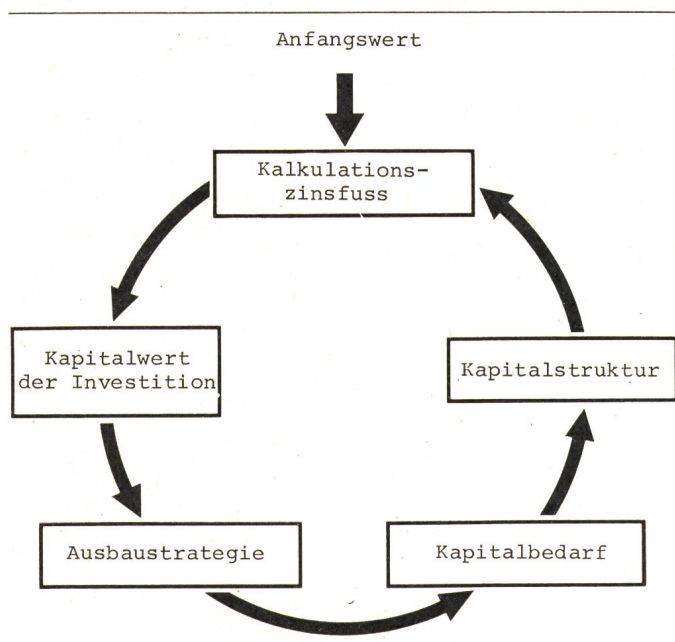 Anfangswert
Kalkulations-
zinsfuss
Kapitalwert
der Investition
Kapitalstruktur
Ausbaustrategie
Kapitalbedarf